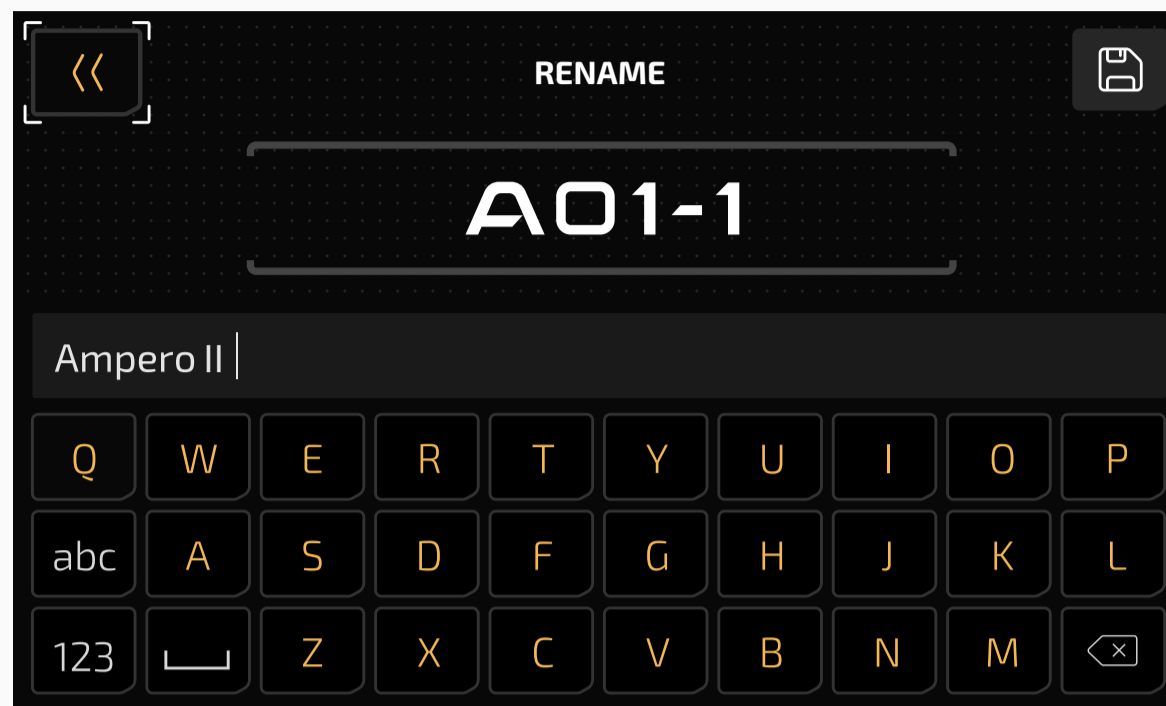 RENAME
A01-1
Ampero II
Q W E R T Y U I O P
abc A S D F G H J K L
123 Z X C V B N M